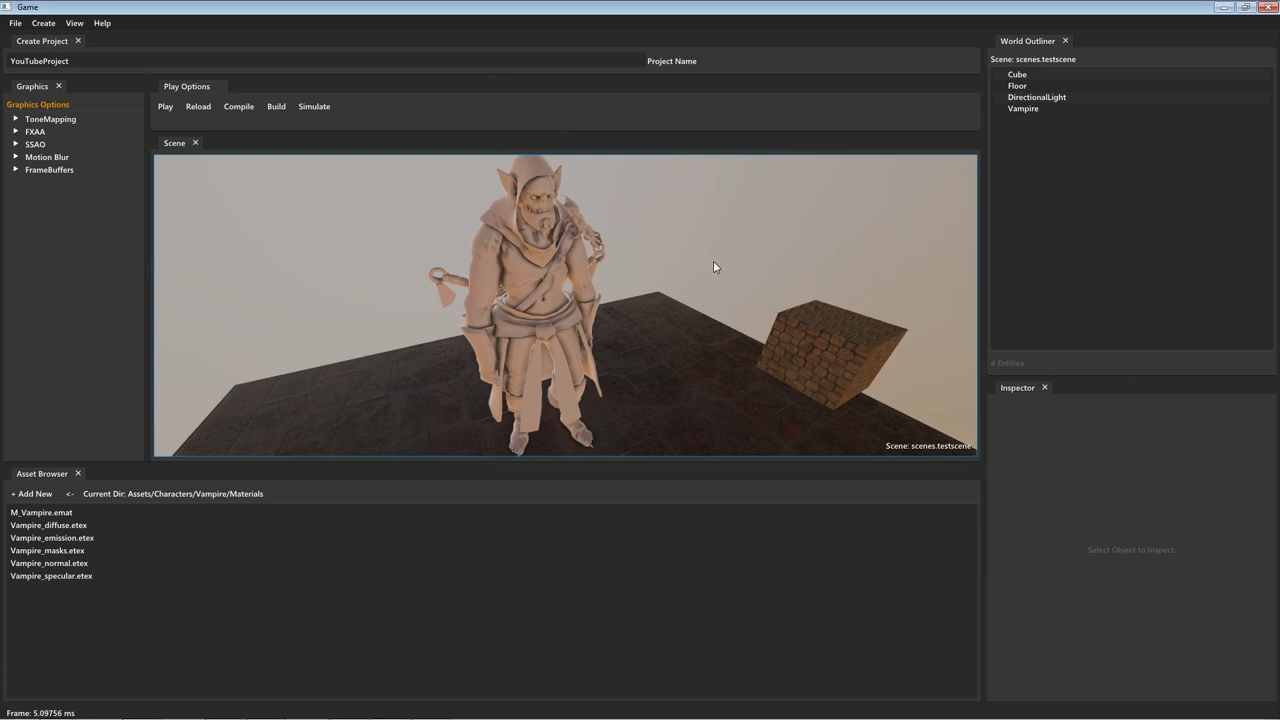 Game
File Create View Help
Create Project
YouTubeProject Project Name
Graphics
Graphics Options
ToneMapping
FXAA
SSAO
Motion Blur
FrameBuffers
Play Options
Play Reload Compile Build Simulate
Scene
Scene: scenes.testscene
World Outliner
Scene: scenes.testscene
Cube
Floor
DirectionalLight
Vampire
4 Entities
Inspector
Select Object to Inspect.
Asset Browser
+ Add New <- Current Dir: Assets/Characters/Vampire/Materials
M_Vampire.emat
Vampire_diffuse.etex
Vampire_emission.etex
Vampire_masks.etex
Vampire_normal.etex
Vampire_specular.etex
Frame: 5.09756 ms